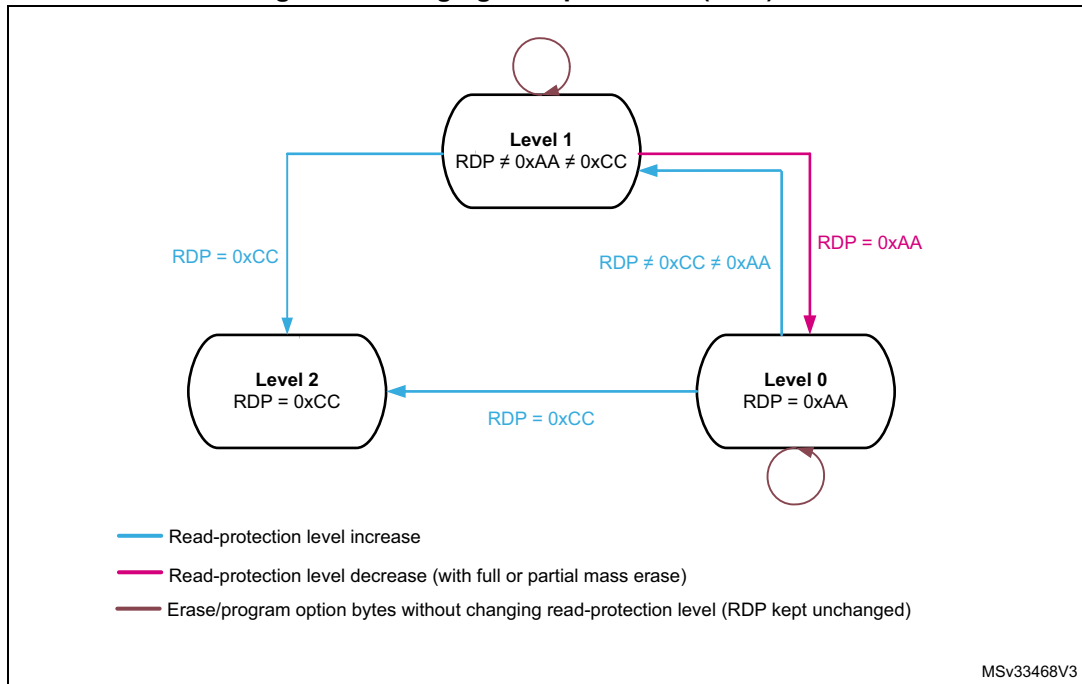 Level 1
RDP ≠ 0xAA ≠ 0xCC
RDP = 0xCC
RDP ≠ 0xCC ≠ 0xAA
RDP = 0xAA
Level 2
RDP = 0xCC
RDP = 0xCC
Level 0
RDP = 0xAA
Read-protection level increase
Read-protection level decrease (with full or partial mass erase)
Erase/program option bytes without changing read-protection level (RDP kept unchanged)
MSv33468V3